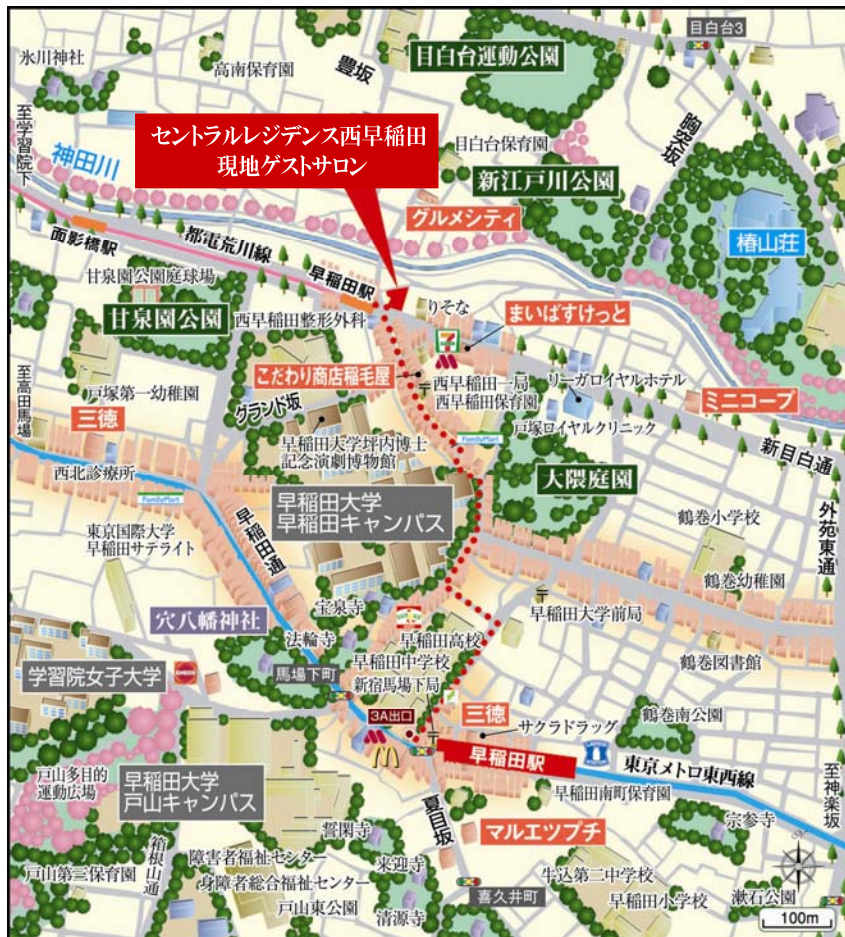 目白台3
氷川神社
高南保育園
豊坂
目白台運動公園
至学習院下
神田川
セントラルレジデンス西早稲田
現地ゲストサロン
目白台保育園
胸突坂
新江戸川公園
グルメシティ
椿山荘
面影橋駅
都電荒川線
早稲田駅
甘泉園公園庭球場
甘泉園公園
西早稲田整形外科
りそな
まいばすけっと
至高田馬場
戸塚第一幼稚園
こだわり商店稲毛屋
西早稲田一局
西早稲田保育園
リーガロイヤルホテル
ミニコープ
グランド坂
三徳
早稲田大学坪内博士
記念演劇博物館
FamilyMart
戸塚ロイヤルクリニック
新目白通
西北診療所
FamilyMart
早稲田大学
早稲田キャンパス
大隈庭園
外苑東通
鶴巻小学校
東京国際大学
早稲田サテライト
早稲田通
鶴巻幼稚園
宝泉寺
早稲田大学前局
穴八幡神社
法輪寺
早稲田高校
早稲田中学校
新宿馬場下局
鶴巻図書館
学習院女子大学
馬場下町
3A出口
三徳
サクラドラッグ
鶴巻南公園
早稲田駅
東京メトロ東西線
至神楽坂
戸山多目的
運動広場
早稲田大学
戸山キャンパス
早稲田南町保育園
夏目坂
マルエツプチ
宗参寺
箱根山通
誓閑寺
戸山第三保育園
障害者福祉センター
身障者総合福祉センター
来迎寺
牛込第二中学校
漱石公園
戸山東公園
清源寺
喜久井町
早稲田小学校
100m